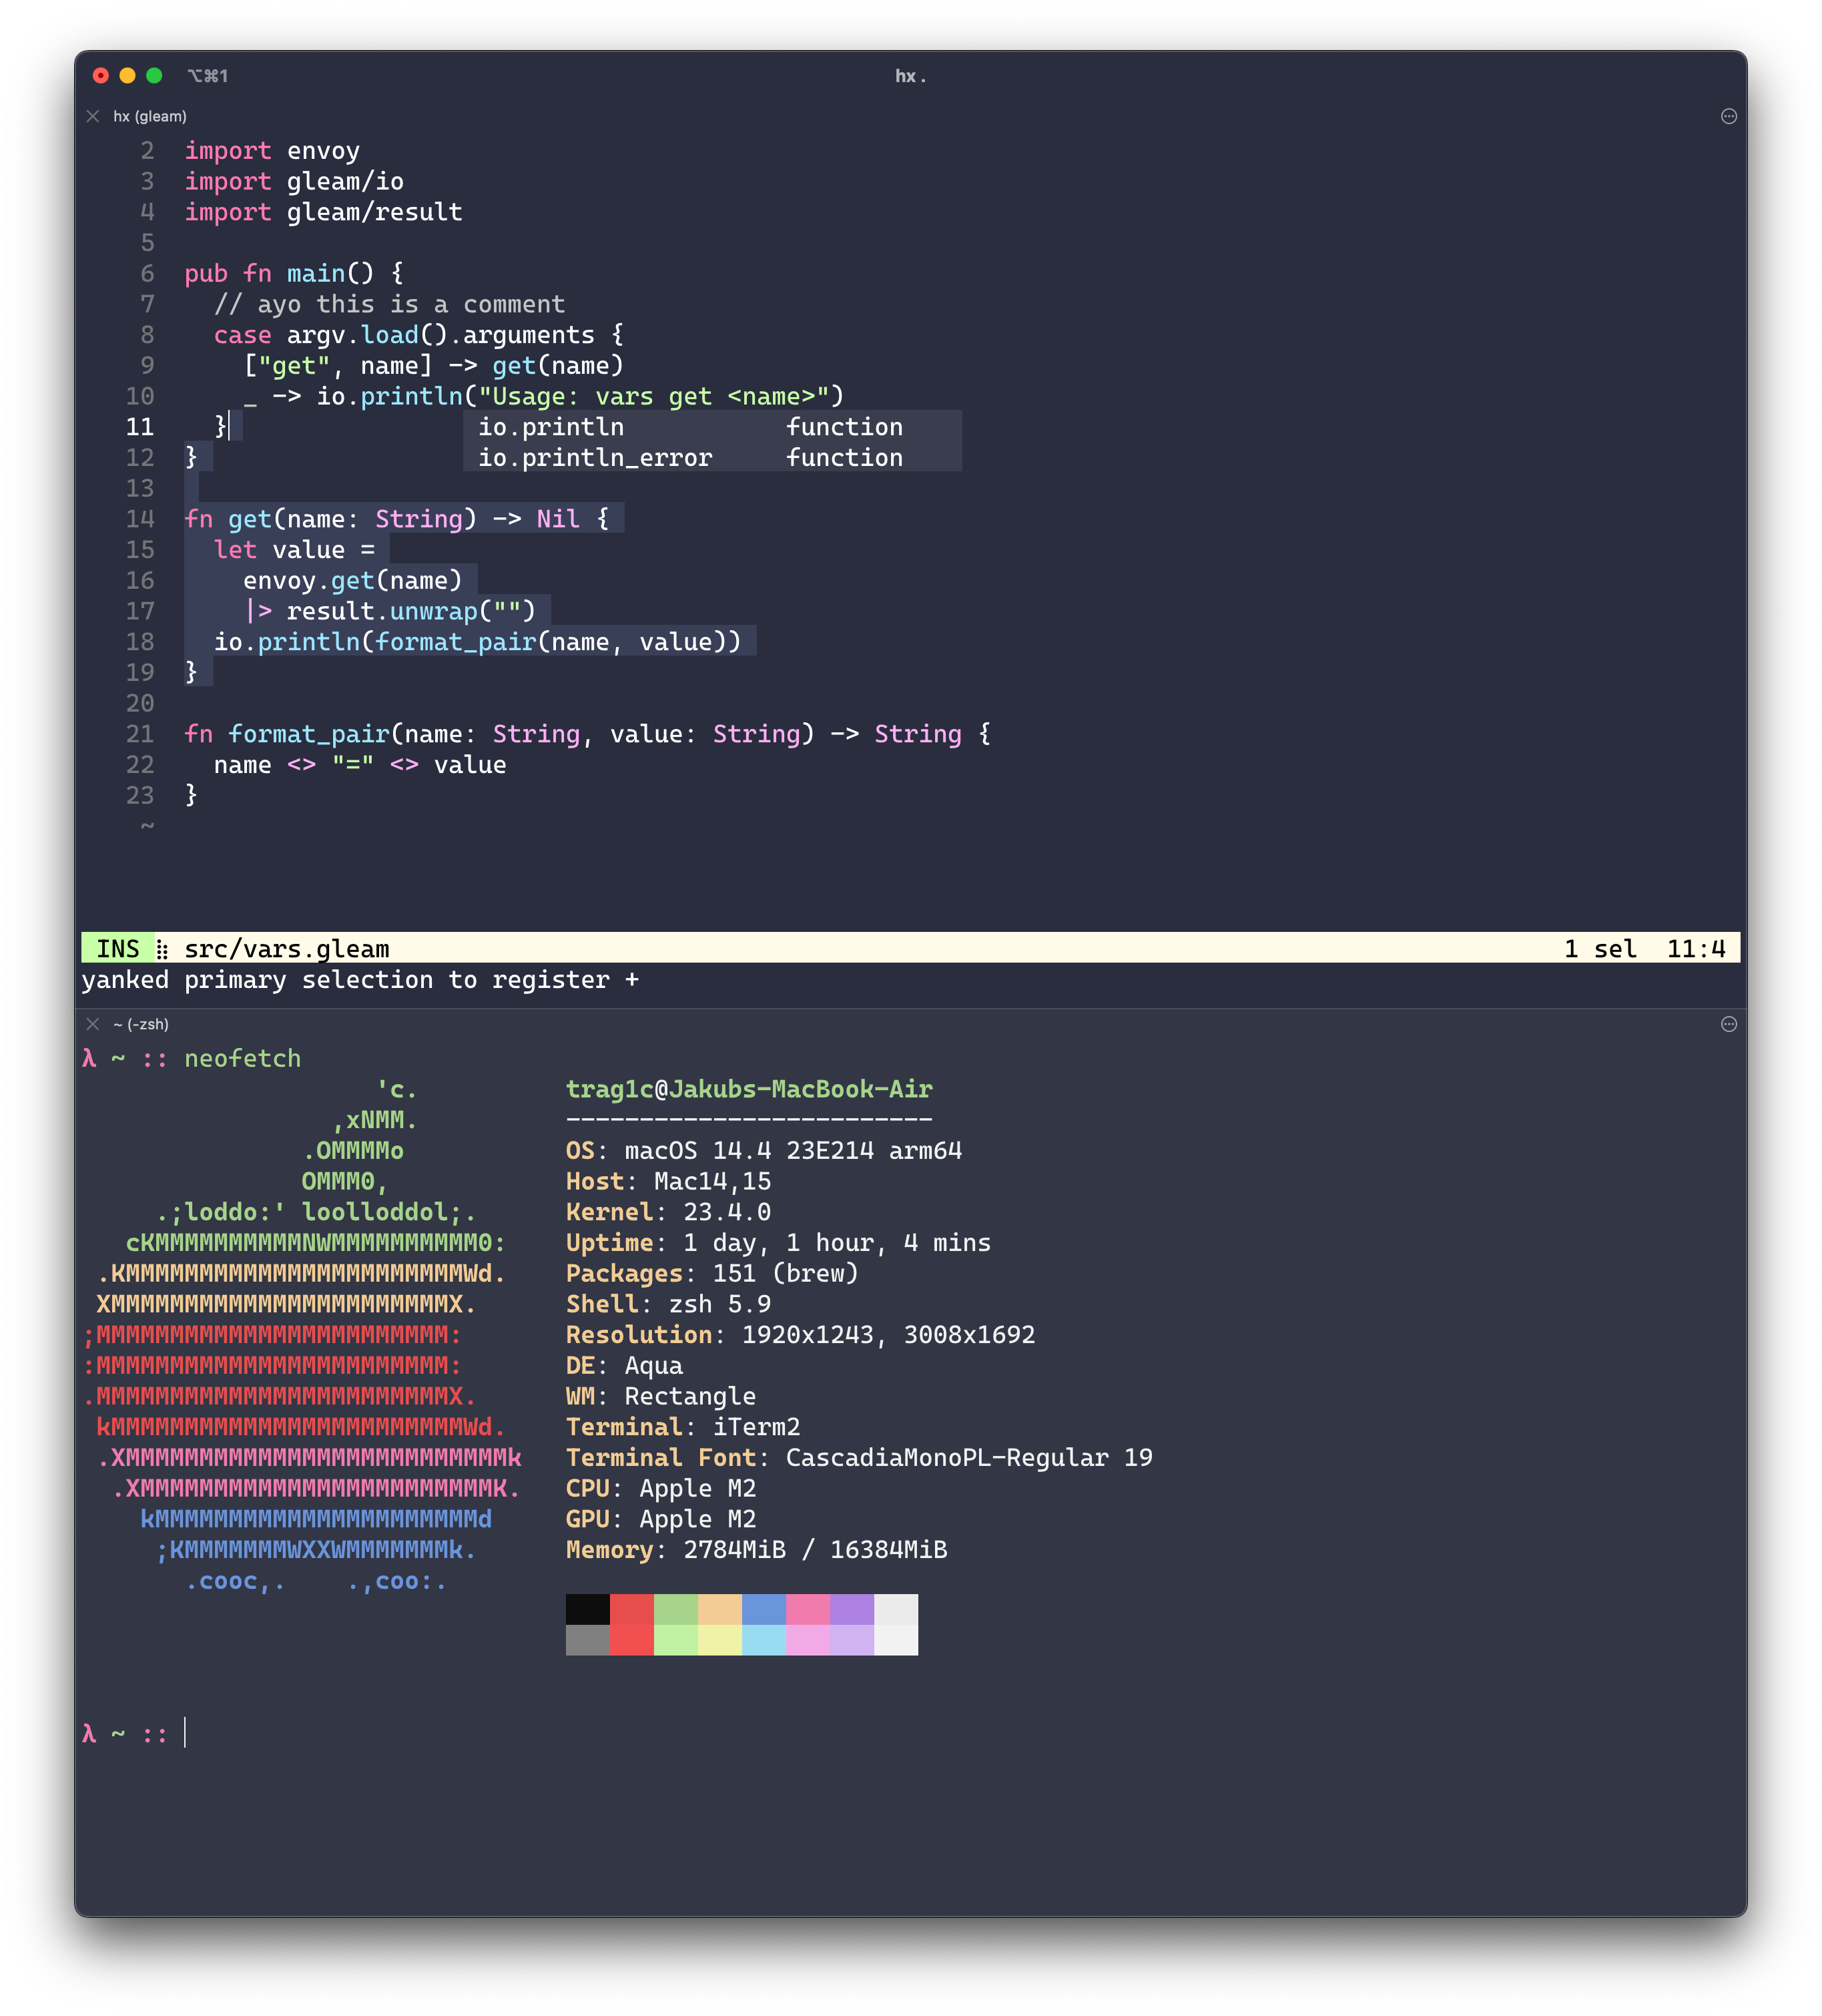 ⌥⌘1 hx .
hx (gleam)
2 import envoy
3 import gleam/io
4 import gleam/result
5
6 pub fn main() {
7   // ayo this is a comment
8   case argv.load().arguments {
9     ["get", name] -> get(name)
10     _ -> io.println("Usage: vars get <name>")
11   } io.println function
12 } io.println_error function
13
14 fn get(name: String) -> Nil {
15   let value =
16     envoy.get(name)
17     |> result.unwrap("")
18   io.println(format_pair(name, value))
19 }
20
21 fn format_pair(name: String, value: String) -> String {
22   name <> "=" <> value
23 }
~
INS ⣾ src/vars.gleam 1 sel 11:4
yanked primary selection to register +
~ (-zsh)
λ ~ :: neofetch
                    'c.          trag1c@Jakubs-MacBook-Air
                 ,xNMM.          -------------------------
               .OMMMMo           OS: macOS 14.4 23E214 arm64
               OMMM0,            Host: Mac14,15
     .;loddo:' loolloddol;.      Kernel: 23.4.0
   cKMMMMMMMMMMNWMMMMMMMMMM0:    Uptime: 1 day, 1 hour, 4 mins
 .KMMMMMMMMMMMMMMMMMMMMMMMWd.    Packages: 151 (brew)
 XMMMMMMMMMMMMMMMMMMMMMMMX.      Shell: zsh 5.9
;MMMMMMMMMMMMMMMMMMMMMMMM:       Resolution: 1920x1243, 3008x1692
:MMMMMMMMMMMMMMMMMMMMMMMM:       DE: Aqua
.MMMMMMMMMMMMMMMMMMMMMMMMX.      WM: Rectangle
 kMMMMMMMMMMMMMMMMMMMMMMMMWd.    Terminal: iTerm2
 .XMMMMMMMMMMMMMMMMMMMMMMMMMMk   Terminal Font: CascadiaMonoPL-Regular 19
  .XMMMMMMMMMMMMMMMMMMMMMMMMK.   CPU: Apple M2
    kMMMMMMMMMMMMMMMMMMMMMMd     GPU: Apple M2
     ;KMMMMMMMWXXWMMMMMMMk.      Memory: 2784MiB / 16384MiB
       .cooc,.    .,coo:.
λ ~ ::